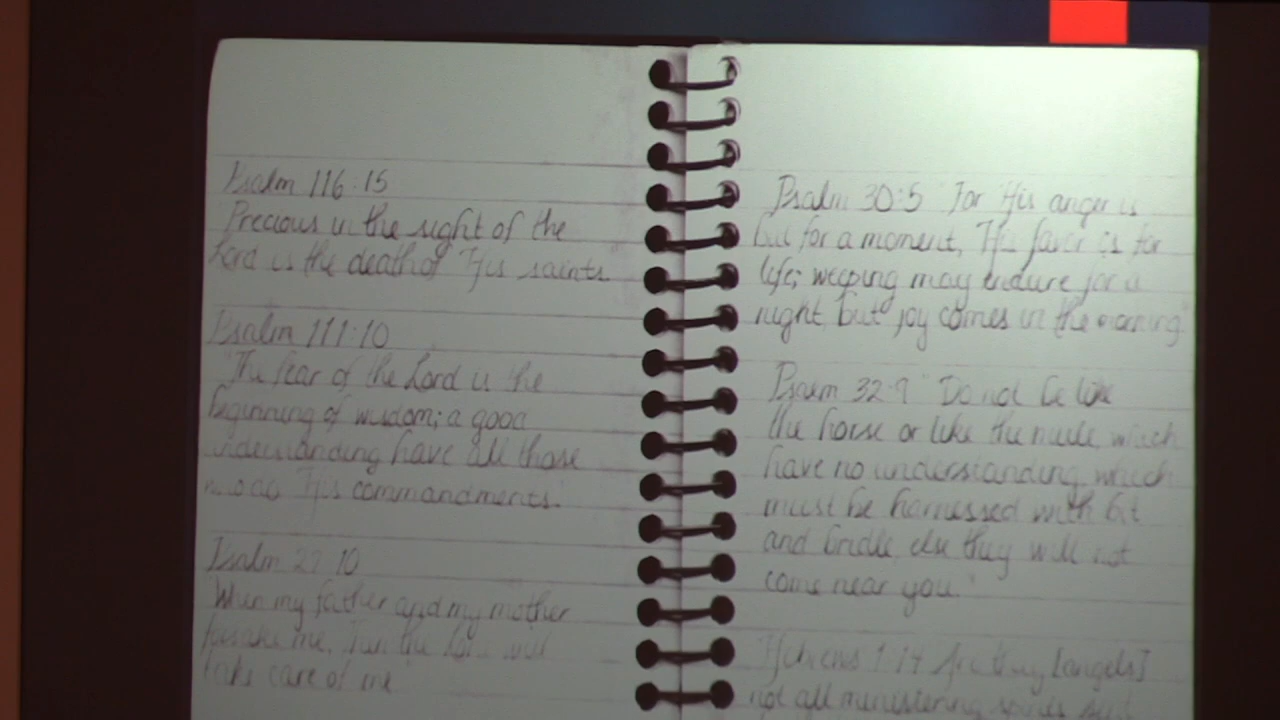 Psalm 116:15
Precious in the sight of the
Lord is the death of His saints.
Psalm 111:10
"The fear of the Lord is the
beginning of wisdom; a good
understanding have all those
who do His commandments.
Psalm 27:10
When my father and my mother
forsake me, Then the Lord will
take care of me
Psalm 30:5 "For His anger is
but for a moment, His favor is for
life; weeping may endure for a
night, but joy comes in the morning"
Psalm 32:9 "Do not be like
the horse or like the mule, which
have no understanding, which
must be harnessed with bit
and bridle else they will not
come near you."
Hebrews 1:14 Are they [angels]
not all ministering spirits